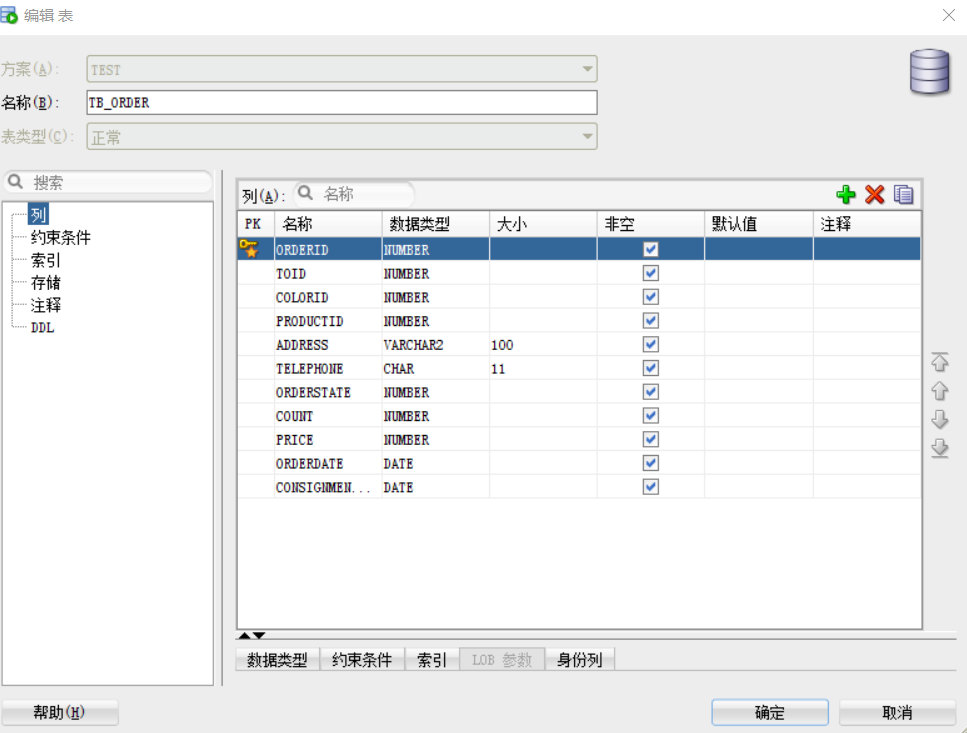 编辑 表
方案(A): TEST
名称(B): TB_ORDER
表类型(C): 正常
搜索
列
约束条件
索引
存储
注释
DDL
列(A): 名称
PK 名称 数据类型 大小 非空 默认值 注释
ORDERID NUMBER
TOID NUMBER
COLORID NUMBER
PRODUCTID NUMBER
ADDRESS VARCHAR2 100
TELEPHONE CHAR 11
ORDERSTATE NUMBER
COUNT NUMBER
PRICE NUMBER
ORDERDATE DATE
CONSIGNMEN... DATE
数据类型 约束条件 索引 LOB 参数 身份列
帮助(H) 确定 取消